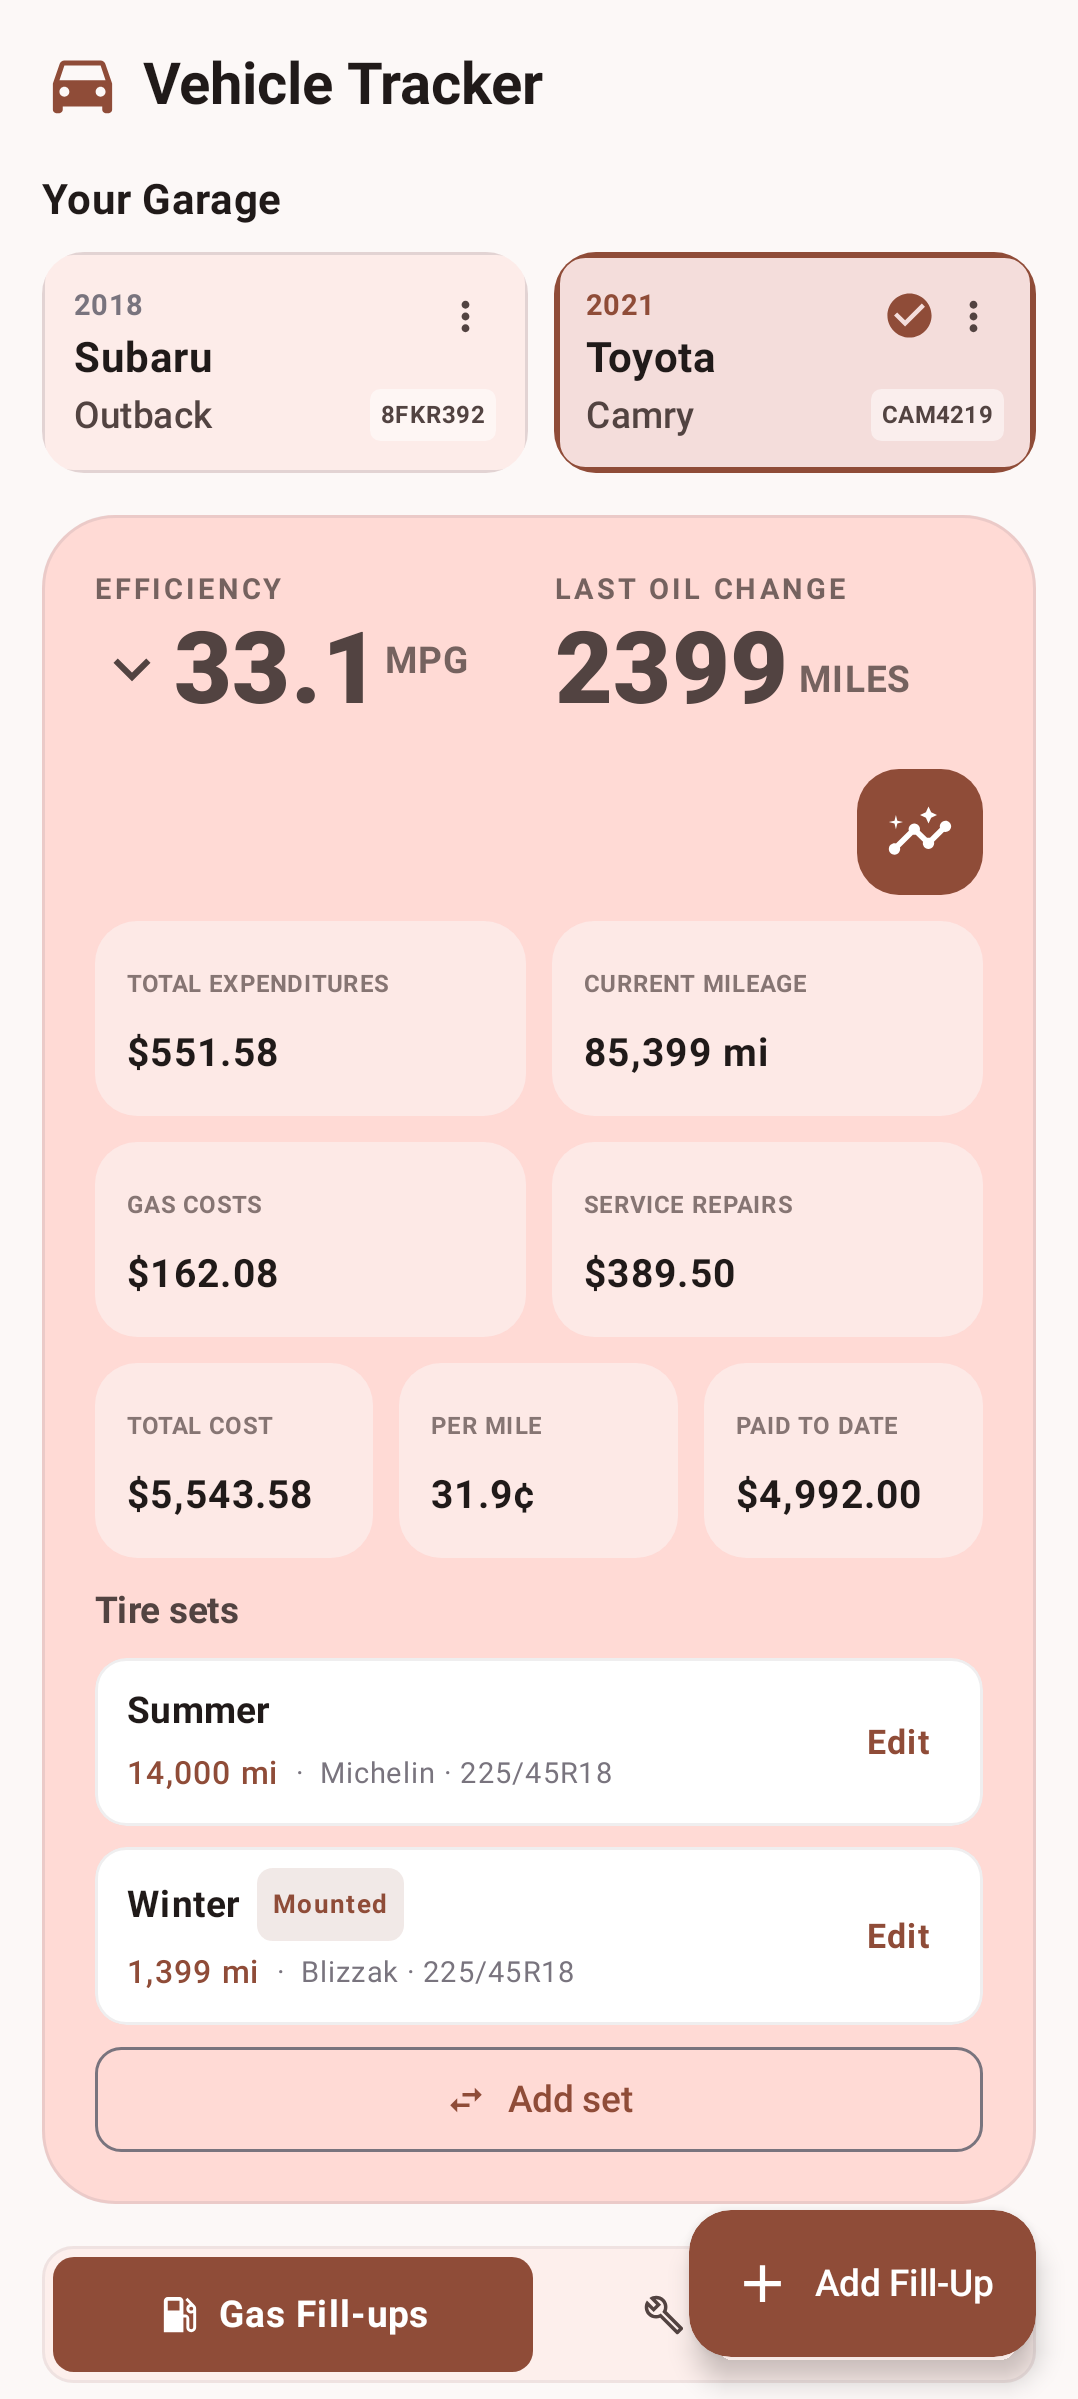 Vehicle Tracker
Your Garage
2018
Subaru
Outback
8FKR392
2021
Toyota
Camry
CAM4219
EFFICIENCY
33.1 MPG
LAST OIL CHANGE
2399 MILES
TOTAL EXPENDITURES
$551.58
CURRENT MILEAGE
85,399 mi
GAS COSTS
$162.08
SERVICE REPAIRS
$389.50
TOTAL COST
$5,543.58
PER MILE
31.9¢
PAID TO DATE
$4,992.00
Tire sets
Summer
14,000 mi · Michelin · 225/45R18
Edit
Winter Mounted
1,399 mi · Blizzak · 225/45R18
Edit
Add set
Gas Fill-ups
Add Fill-Up